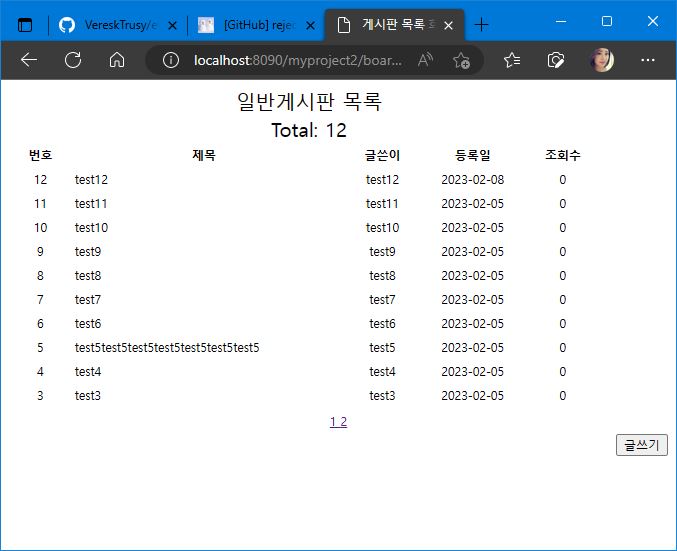 VereskTrusy/e
[GitHub] rejec
게시판 목록 화
localhost:8090/myproject2/boar...
일반게시판 목록
Total: 12
번호 제목 글쓴이 등록일 조회수
12 test12 test12 2023-02-08 0
11 test11 test11 2023-02-05 0
10 test10 test10 2023-02-05 0
9 test9 test9 2023-02-05 0
8 test8 test8 2023-02-05 0
7 test7 test7 2023-02-05 0
6 test6 test6 2023-02-05 0
5 test5test5test5test5test5test5test5 test5 2023-02-05 0
4 test4 test4 2023-02-05 0
3 test3 test3 2023-02-05 0
1 2
글쓰기